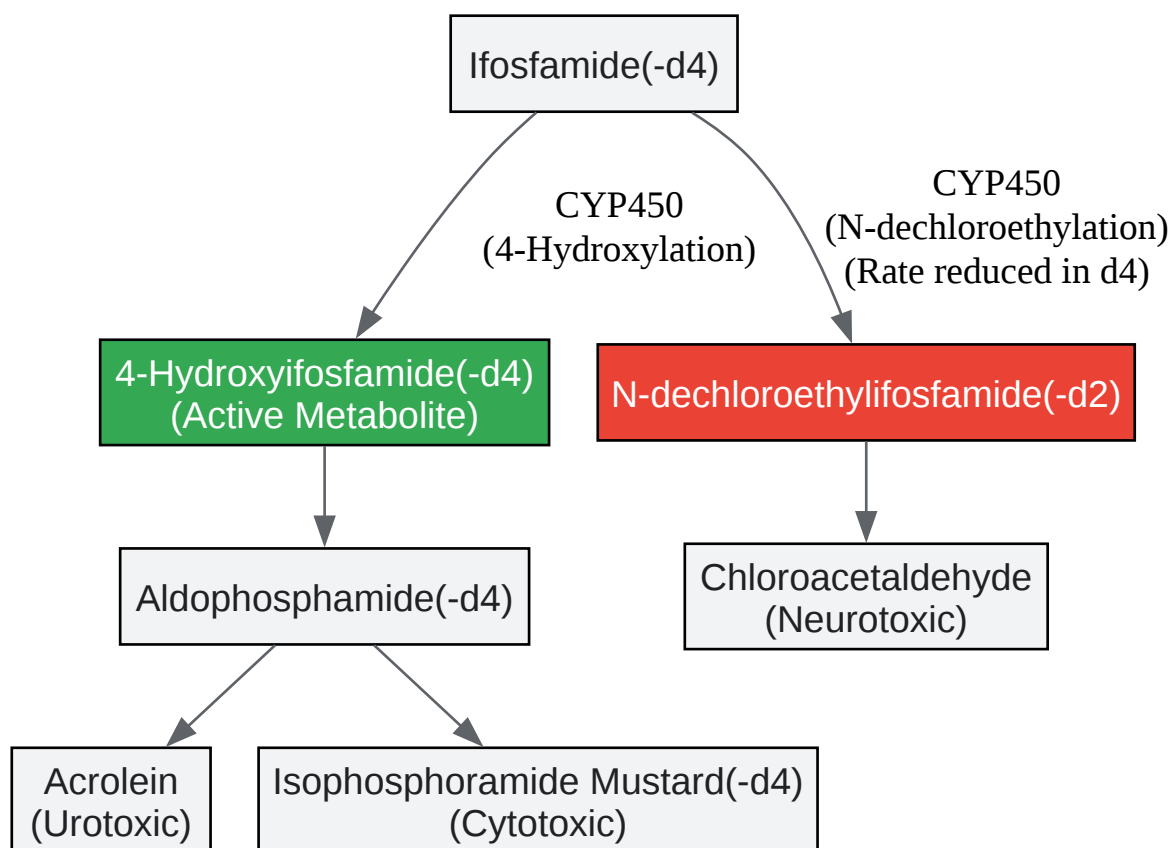 Ifosfamide(-d4)
CYP450
(4-Hydroxylation)
CYP450
(N-dechloroethylation)
(Rate reduced in d4)
4-Hydroxyifosfamide(-d4)
(Active Metabolite)
N-dechloroethylifosfamide(-d2)
Aldophosphamide(-d4)
Chloroacetaldehyde
(Neurotoxic)
Acrolein
(Urotoxic)
Isophosphoramide Mustard(-d4)
(Cytotoxic)